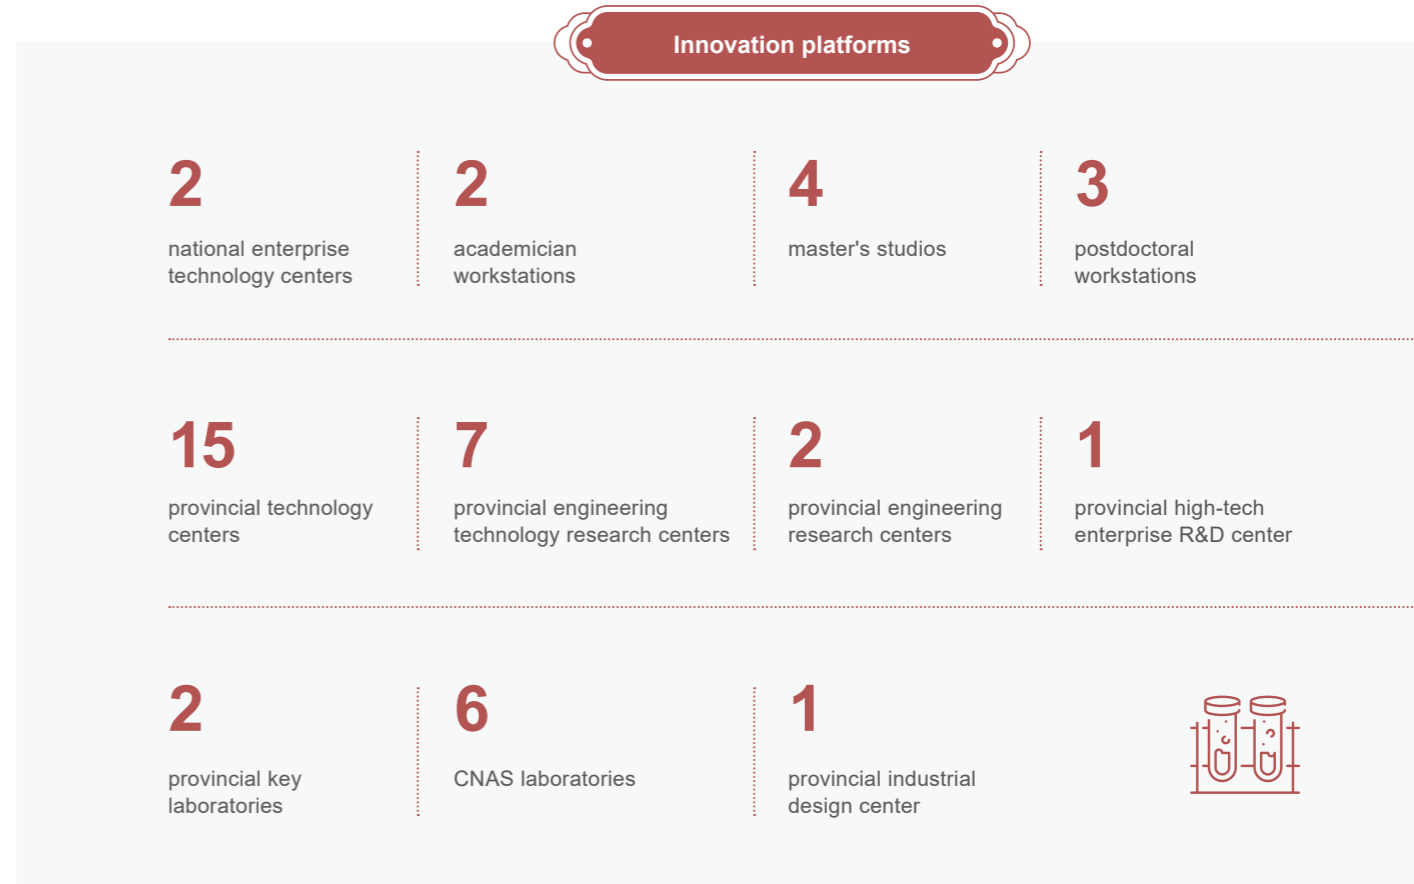 Innovation platforms
2
national enterprise
technology centers
2
academician
workstations
4
master's studios
3
postdoctoral
workstations
15
provincial technology
centers
7
provincial engineering
technology research centers
2
provincial engineering
research centers
1
provincial high-tech
enterprise R&D center
2
provincial key
laboratories
6
CNAS laboratories
1
provincial industrial
design center